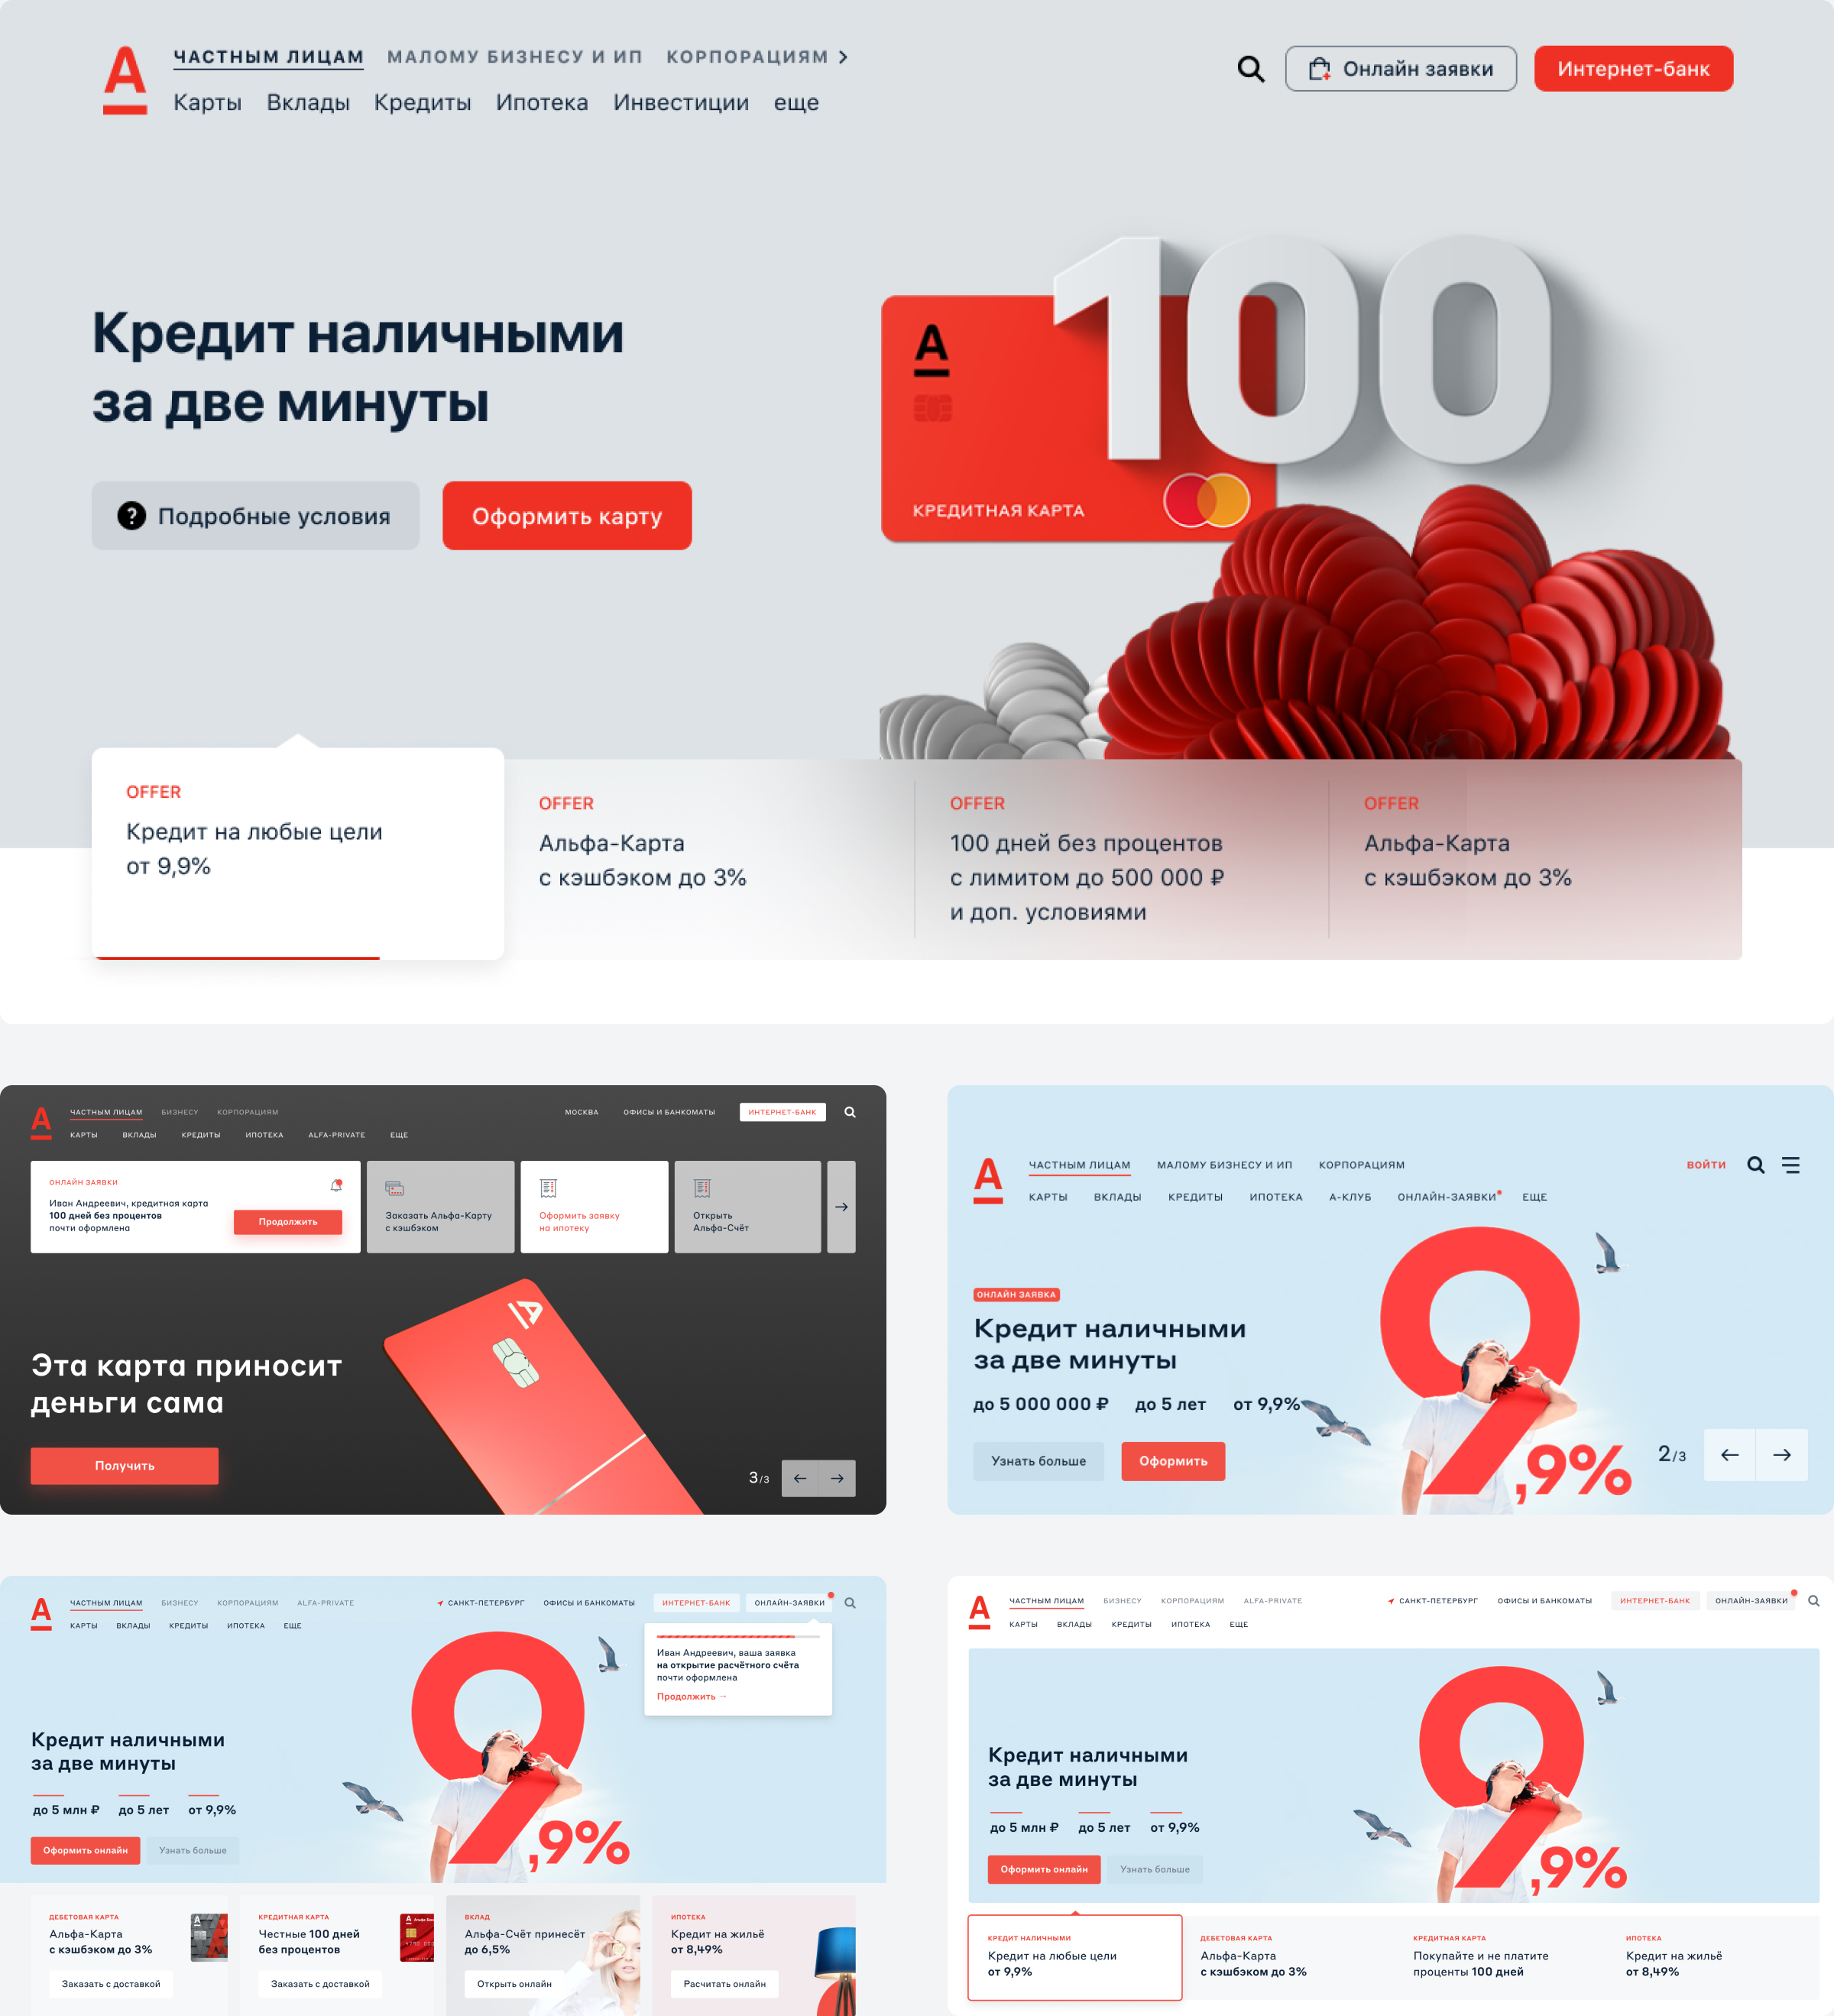 А
ЧАСТНЫМ ЛИЦАМ МАЛОМУ БИЗНЕСУ И ИП КОРПОРАЦИЯМ
Карты Вклады Кредиты Ипотека Инвестиции еще
Онлайн заявки
Интернет-банк
Кредит наличными
за две минуты
Подробные условия
Оформить карту
А
100
КРЕДИТНАЯ КАРТА
OFFER
Кредит на любые цели
от 9,9%
OFFER
Альфа-Карта
с кэшбэком до 3%
OFFER
100 дней без процентов
с лимитом до 500 000 ₽
и доп. условиями
OFFER
Альфа-Карта
с кэшбэком до 3%
А
ЧАСТНЫМ ЛИЦАМ БИЗНЕСУ КОРПОРАЦИЯМ
МОСКВА ОФИСЫ И БАНКОМАТЫ ИНТЕРНЕТ-БАНК
КАРТЫ ВКЛАДЫ КРЕДИТЫ ИПОТЕКА ALFA-PRIVATE ЕЩЕ
ОНЛАЙН ЗАЯВКИ
Иван Андреевич, кредитная карта
100 дней без процентов
почти оформлена
Продолжить
Заказать Альфа-Карту
с кэшбэком
Оформить заявку
на ипотеку
Открыть
Альфа-Счёт
А
Эта карта приносит
деньги сама
Получить
3/3
А
ЧАСТНЫМ ЛИЦАМ МАЛОМУ БИЗНЕСУ И ИП КОРПОРАЦИЯМ
ВОЙТИ
КАРТЫ ВКЛАДЫ КРЕДИТЫ ИПОТЕКА А-КЛУБ ОНЛАЙН-ЗАЯВКИ ЕЩЕ
ОНЛАЙН ЗАЯВКА
Кредит наличными
за две минуты
до 5 000 000 ₽ до 5 лет от 9,9%
Узнать больше
Оформить
9,9%
2/3
А
ЧАСТНЫМ ЛИЦАМ БИЗНЕСУ КОРПОРАЦИЯМ ALFA-PRIVATE
САНКТ-ПЕТЕРБУРГ ОФИСЫ И БАНКОМАТЫ ИНТЕРНЕТ-БАНК ОНЛАЙН-ЗАЯВКИ
КАРТЫ ВКЛАДЫ КРЕДИТЫ ИПОТЕКА ЕЩЕ
Иван Андреевич, ваша заявка
на открытие расчётного счёта
почти оформлена
Продолжить →
Кредит наличными
за две минуты
до 5 млн ₽ до 5 лет от 9,9%
Оформить онлайн
Узнать больше
9,9%
ДЕБЕТОВАЯ КАРТА
Альфа-Карта
с кэшбэком до 3%
Заказать с доставкой
КРЕДИТНАЯ КАРТА
Честные 100 дней
без процентов
Заказать с доставкой
ВКЛАД
Альфа-Счёт принесёт
до 6,5%
Открыть онлайн
ИПОТЕКА
Кредит на жильё
от 8,49%
Расчитать онлайн
А
ЧАСТНЫМ ЛИЦАМ БИЗНЕСУ КОРПОРАЦИЯМ ALFA-PRIVATE
САНКТ-ПЕТЕРБУРГ ОФИСЫ И БАНКОМАТЫ ИНТЕРНЕТ-БАНК ОНЛАЙН-ЗАЯВКИ
КАРТЫ ВКЛАДЫ КРЕДИТЫ ИПОТЕКА ЕЩЕ
Кредит наличными
за две минуты
до 5 млн ₽ до 5 лет от 9,9%
Оформить онлайн
Узнать больше
9,9%
КРЕДИТ НАЛИЧНЫМИ
Кредит на любые цели
от 9,9%
ДЕБЕТОВАЯ КАРТА
Альфа-Карта
с кэшбэком до 3%
КРЕДИТНАЯ КАРТА
Покупайте и не платите
проценты 100 дней
ИПОТЕКА
Кредит на жильё
от 8,49%